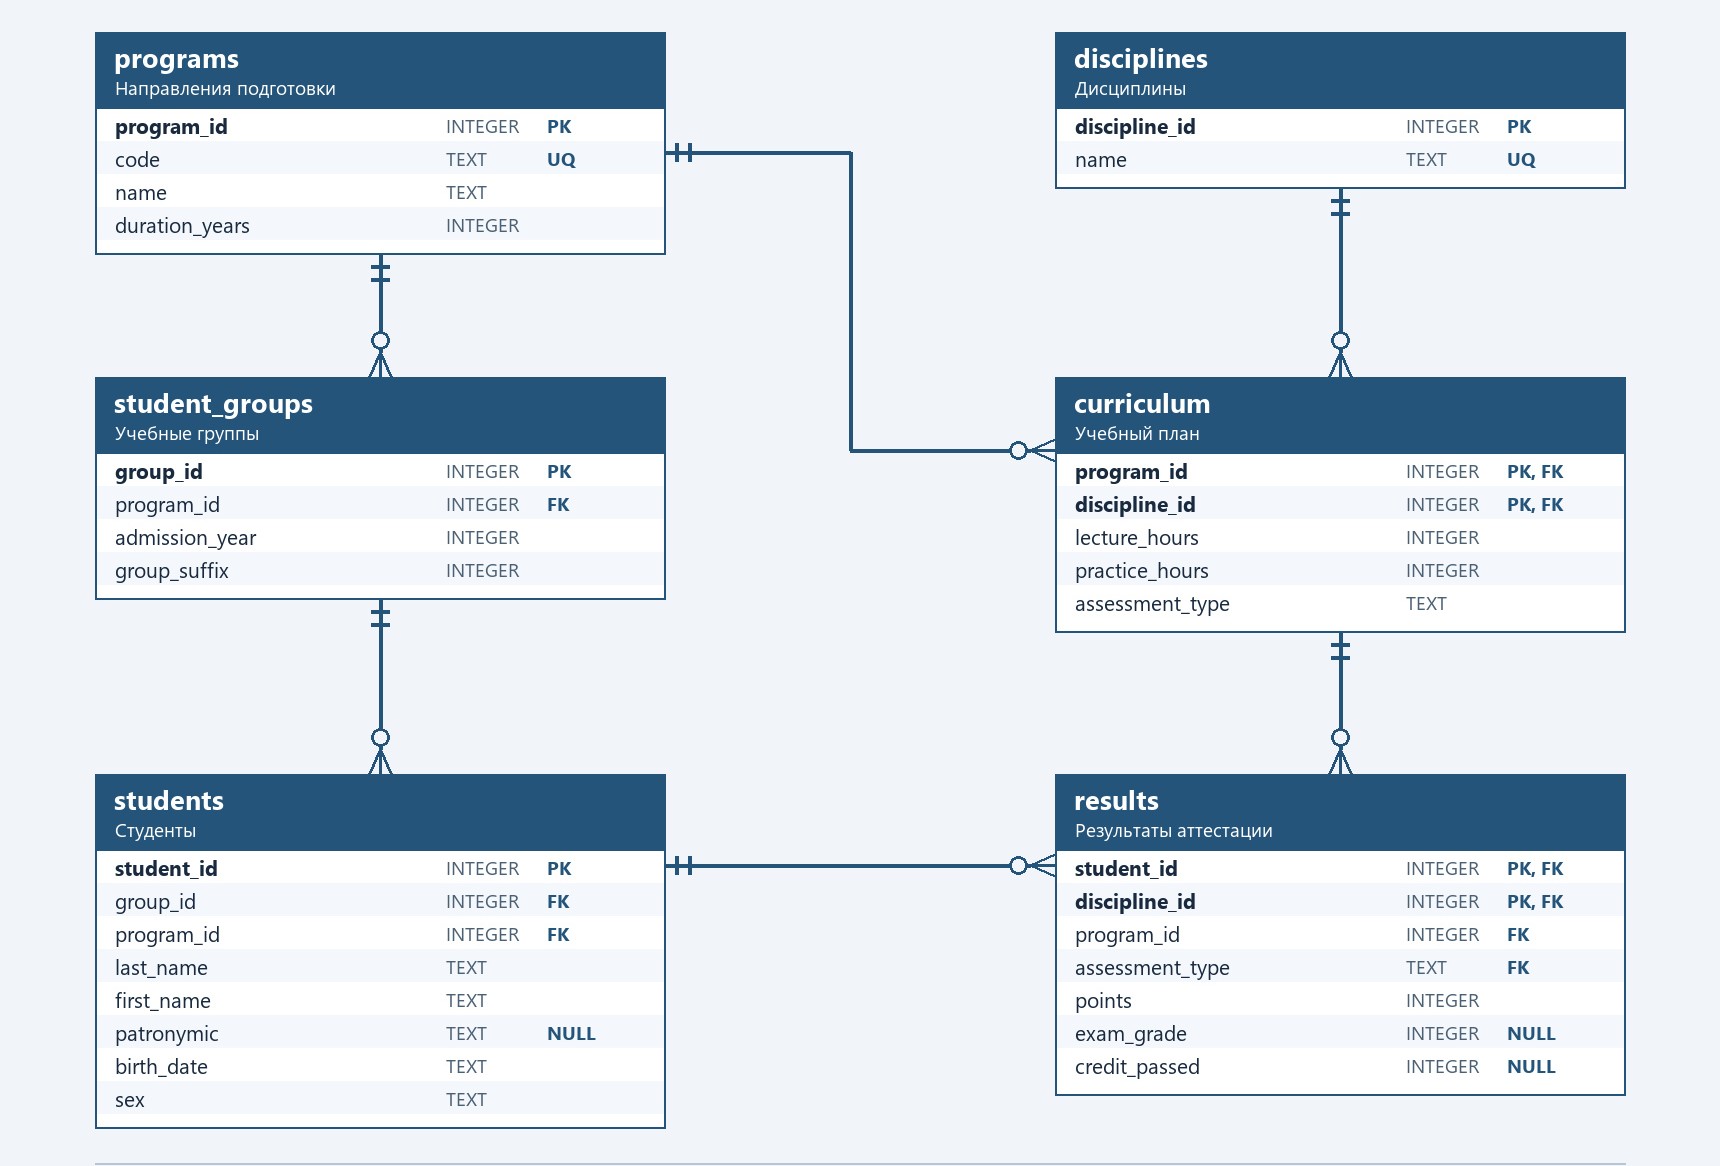 programs
Направления подготовки
program_id INTEGER PK
code TEXT UQ
name TEXT
duration_years INTEGER
disciplines
Дисциплины
discipline_id INTEGER PK
name TEXT UQ
student_groups
Учебные группы
group_id INTEGER PK
program_id INTEGER FK
admission_year INTEGER
group_suffix INTEGER
curriculum
Учебный план
program_id INTEGER PK, FK
discipline_id INTEGER PK, FK
lecture_hours INTEGER
practice_hours INTEGER
assessment_type TEXT
students
Студенты
student_id INTEGER PK
group_id INTEGER FK
program_id INTEGER FK
last_name TEXT
first_name TEXT
patronymic TEXT NULL
birth_date TEXT
sex TEXT
results
Результаты аттестации
student_id INTEGER PK, FK
discipline_id INTEGER PK, FK
program_id INTEGER FK
assessment_type TEXT FK
points INTEGER
exam_grade INTEGER NULL
credit_passed INTEGER NULL